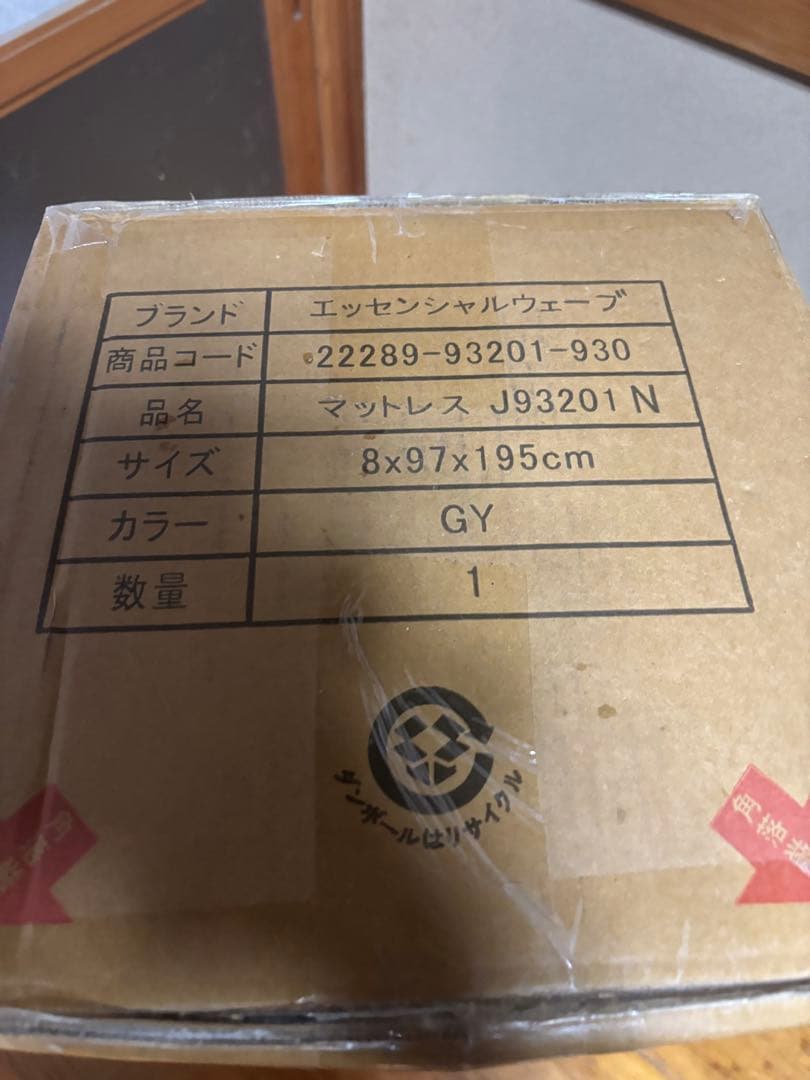 ブランド エッセンシャルウェーブ
商品コード 22289-93201-930
品名 マットレス J93201 N
サイズ 8x97x195cm
カラー GY
数量 1
ダンボールはリサイクル
角落